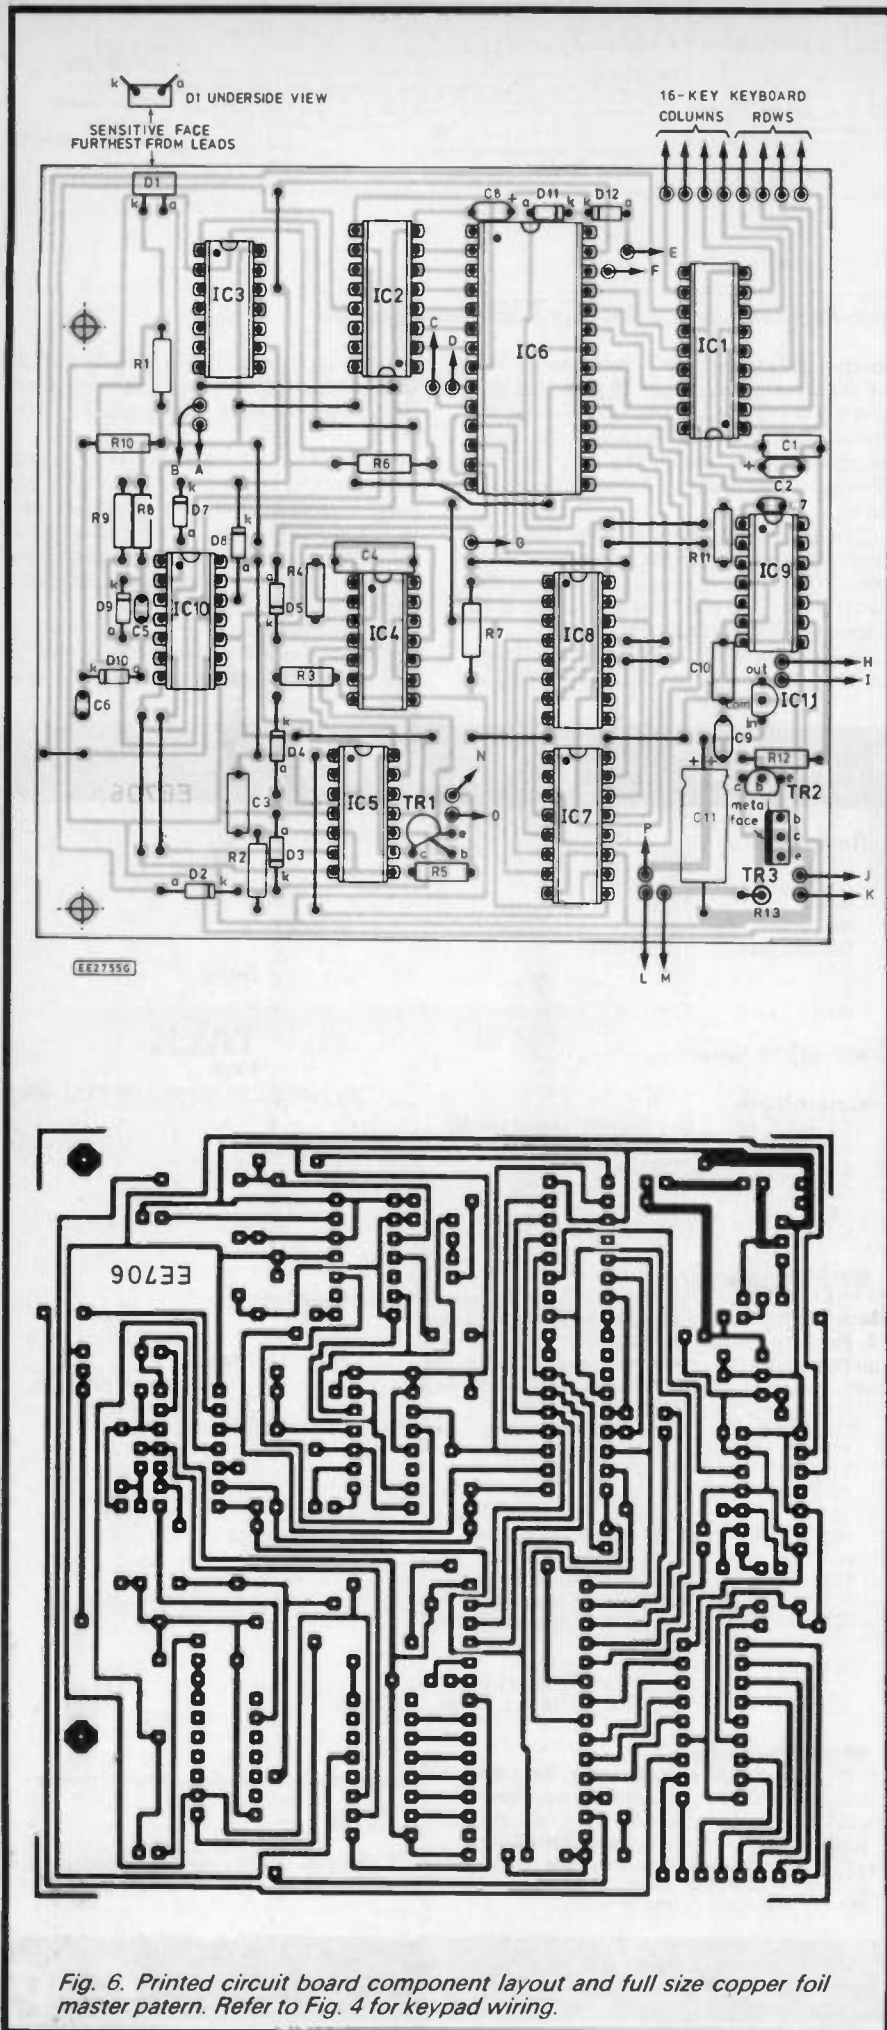 k a
D1 UNDERSIDE VIEW
SENSITIVE FACE
FURTHEST FROM LEADS
16-KEY KEYBOARD
COLUMNS ROWS
D1
k a
C8 + a D11 k k D12 a
E
F
IC3
IC2
IC6
IC1
C
D
R1
R10
B A
R6
C1
+
C2
k
D7
a
R9
R8
k
D8
a
G
R11
7
IC9
C4
R4
a
D5
k
k
D9
a
C5
IC10
IC4
R7
IC8
k D10 a
C6
R3
C10
out
H
I
com
IC11
in
k
D4
a
C9
+ +
R12
EE706
C3
IC5
TR1
N
O
e
c b
IC7
c b e
TR2
C11
metal
face
b
c
e
R2
a
D3
k
R5
P
TR3
J
K
a D2 k
R13
L M
EE2755G
EE706
Fig. 6. Printed circuit board component layout and full size copper foil
master patern. Refer to Fig. 4 for keypad wiring.